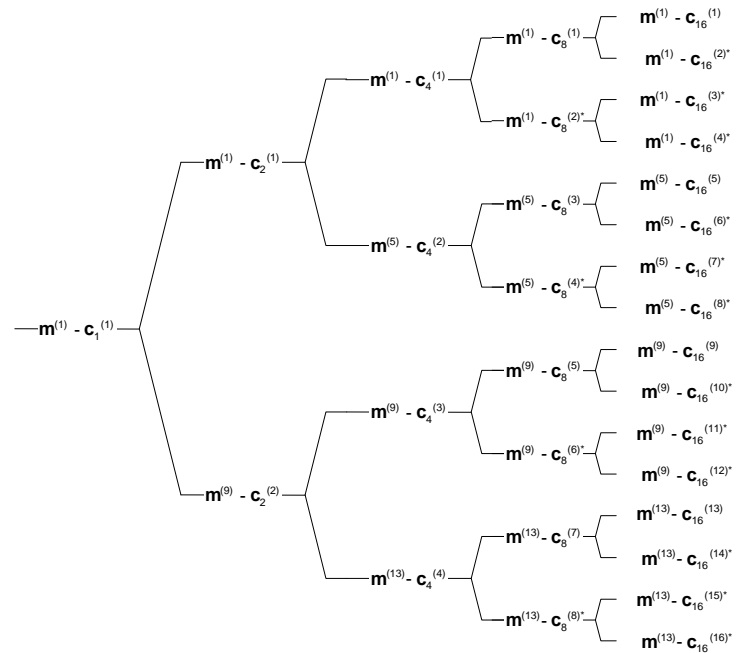 m(1) - c16(1)
m(1) - c8(1)
m(1) - c16(2)*
m(1) - c4(1)
m(1) - c16(3)*
m(1) - c8(2)*
m(1) - c16(4)*
m(1) - c2(1)
m(5) - c16(5)
m(5) - c8(3)
m(5) - c16(6)*
m(5) - c4(2)
m(5) - c16(7)*
m(5) - c8(4)*
m(5) - c16(8)*
m(1) - c1(1)
m(9) - c16(9)
m(9) - c8(5)
m(9) - c16(10)*
m(9) - c4(3)
m(9) - c16(11)*
m(9) - c8(6)*
m(9) - c16(12)*
m(9) - c2(2)
m(13) - c16(13)
m(13) - c8(7)
m(13) - c16(14)*
m(13) - c4(4)
m(13) - c16(15)*
m(13) - c8(8)*
m(13) - c16(16)*